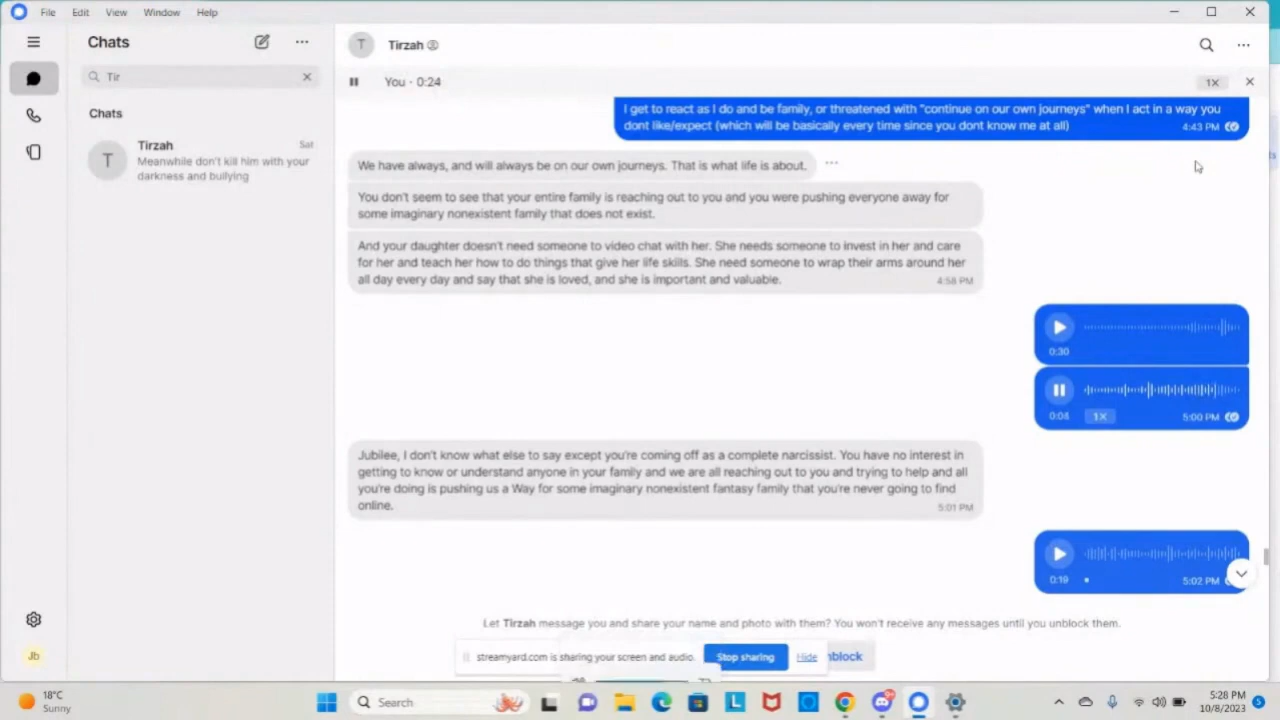 File Edit View Window Help
Chats
Tir
Chats
Tirzah Sat
Meanwhile don't kill him with your
darkness and bullying
T
Jb
T Tirzah
You · 0:24 1X
I get to react as I do and be family, or threatened with "continue on our own journeys" when I act in a way you
dont like/expect (which will be basically every time since you dont know me at all) 4:43 PM
We have always, and will always be on our own journeys. That is what life is about.
You don't seem to see that your entire family is reaching out to you and you were pushing everyone away for
some imaginary nonexistent family that does not exist.
And your daughter doesn't need someone to video chat with her. She needs someone to invest in her and care
for her and teach her how to do things that give her life skills. She need someone to wrap their arms around her
all day every day and say that she is loved, and she is important and valuable. 4:58 PM
0:30
0:04 1X 5:00 PM
Jubilee, I don't know what else to say except you're coming off as a complete narcissist. You have no interest in
getting to know or understand anyone in your family and we are all reaching out to you and trying to help and all
you're doing is pushing us a Way for some imaginary nonexistent fantasy family that you're never going to find
online. 5:01 PM
0:19 5:02 PM
Let Tirzah message you and share your name and photo with them? You won't receive any messages until you unblock them.
streamyard.com is sharing your screen and audio. Stop sharing Hide nblock
18°C
Sunny
Search
5:28 PM
10/8/2023